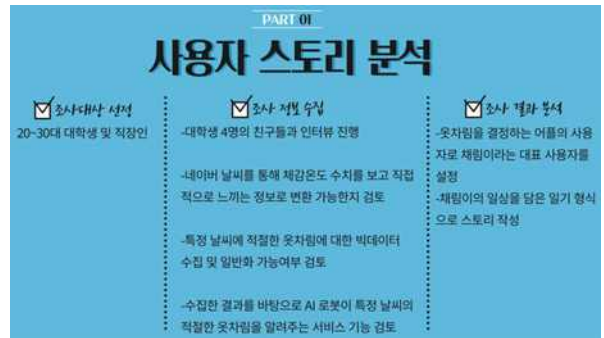 PART 01
사용자 스토리 분석
조사대상 선정
20~30대 대학생 및 직장인
조사 정보 수집
-대학생 4명의 친구들과 인터뷰 진행
-네이버 날씨를 통해 체감온도 수치를 보고 직접
적으로 느끼는 정보로 변환 가능한지 검토
-특정 날씨에 적절한 옷차림에 대한 빅데이터
수집 및 일반화 가능여부 검토
-수집한 결과를 바탕으로 AI 로봇이 특정 날씨의
적절한 옷차림을 알려주는 서비스 기능 검토
조사 결과 분석
-옷차림을 결정하는 어플의 사용
자로 채림이라는 대표 사용자를
설정
-채림이의 일상을 담은 일기 형식
으로 스토리 작성